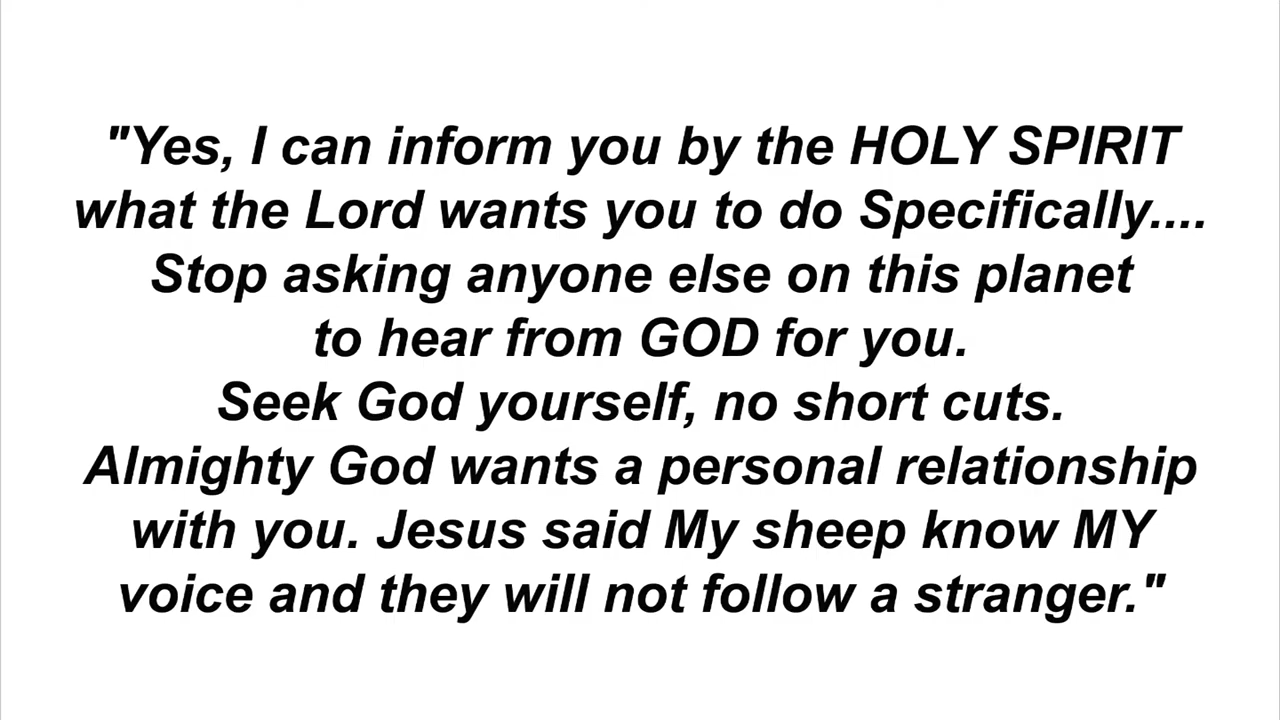 "Yes, I can inform you by the HOLY SPIRIT
what the Lord wants you to do Specifically....
Stop asking anyone else on this planet
to hear from GOD for you.
Seek God yourself, no short cuts.
Almighty God wants a personal relationship
with you. Jesus said My sheep know MY
voice and they will not follow a stranger."